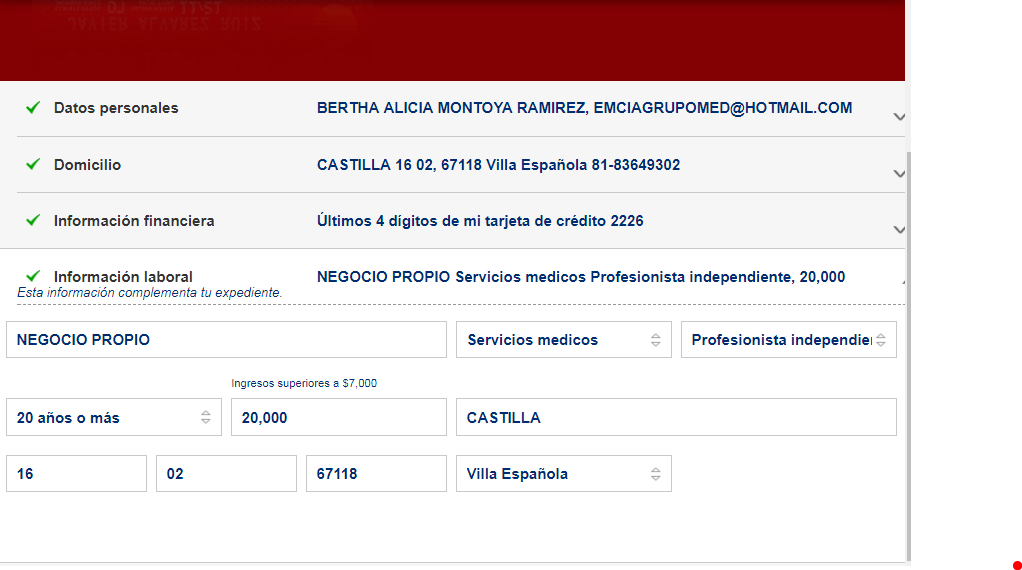 Datos personales BERTHA ALICIA MONTOYA RAMIREZ, EMCIAGRUPOMED@HOTMAIL.COM
Domicilio CASTILLA 16 02, 67118 Villa Española 81-83649302
Información financiera Últimos 4 dígitos de mi tarjeta de crédito 2226
Información laboral NEGOCIO PROPIO Servicios medicos Profesionista independiente, 20,000
Esta información complementa tu expediente.
NEGOCIO PROPIO Servicios medicos Profesionista independie
Ingresos superiores a $7,000
20 años o más 20,000 CASTILLA
16 02 67118 Villa Española